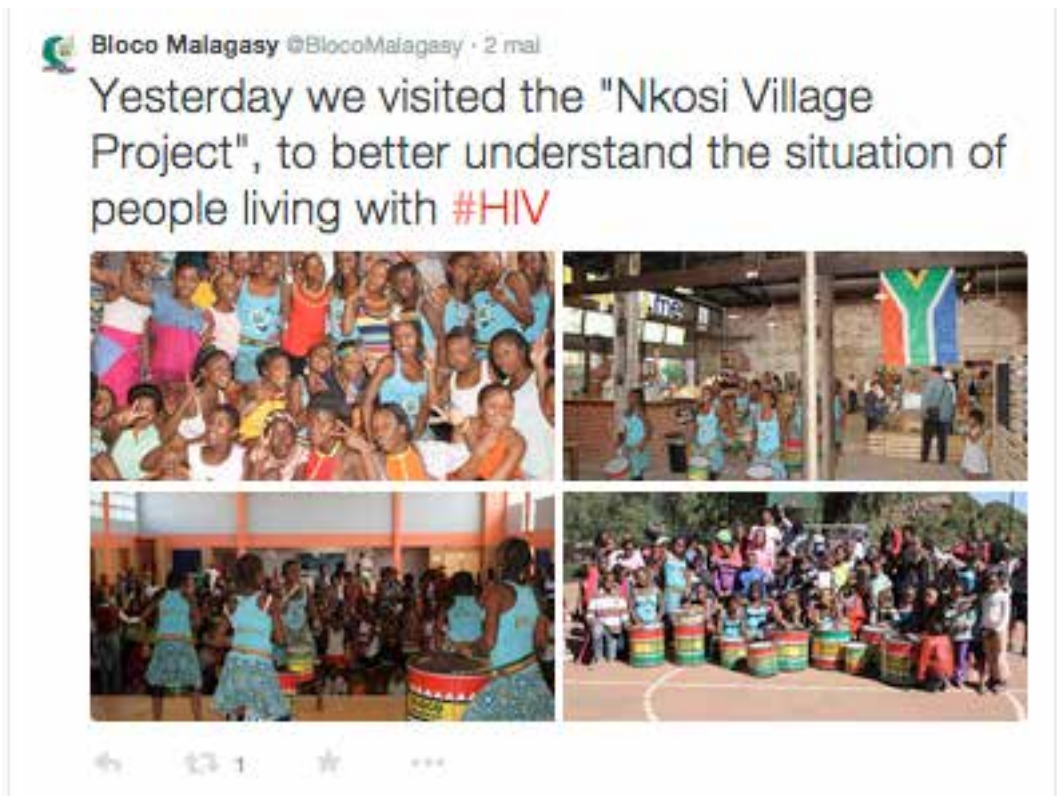 Bloco Malagasy @BlocoMalagasy · 2 mai
Yesterday we visited the "Nkosi Village
Project", to better understand the situation of
people living with #HIV
1